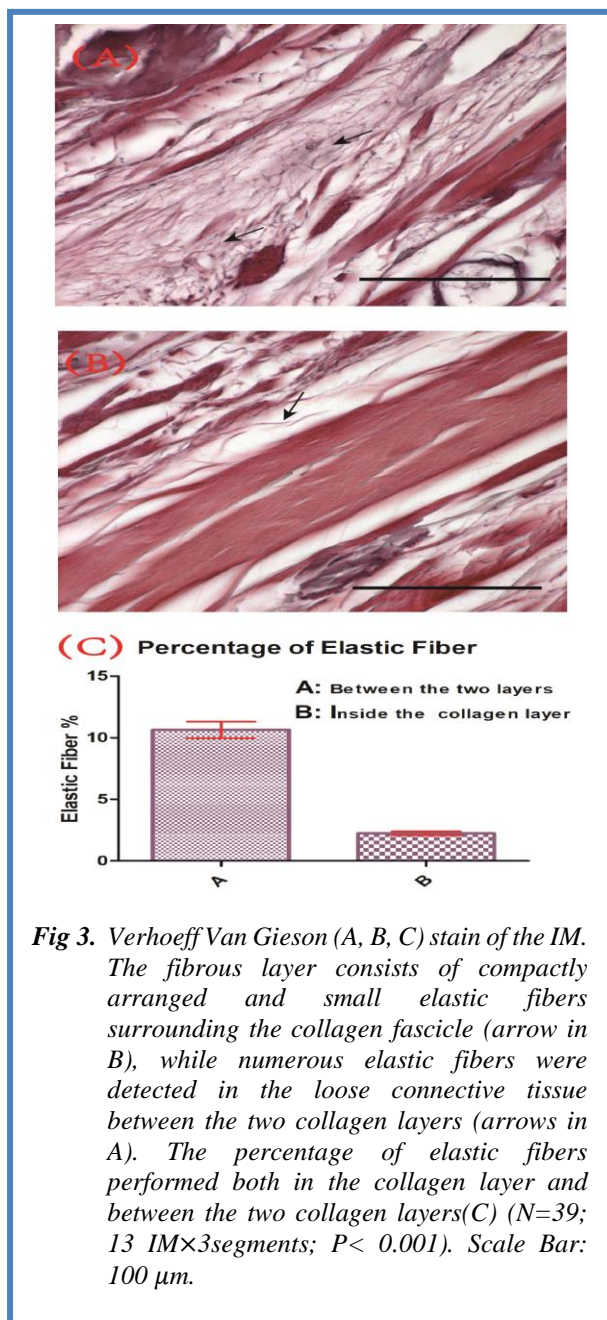 (A)
(B)
(C) Percentage of Elastic Fiber
15
10
5
0
Elastic Fiber %
A: Between the two layers
B: Inside the collagen layer
A
B
Fig 3. Verhoeff Van Gieson (A, B, C) stain of the IM.
The fibrous layer consists of compactly
arranged and small elastic fibers
surrounding the collagen fascicle (arrow in
B), while numerous elastic fibers were
detected in the loose connective tissue
between the two collagen layers (arrows in
A). The percentage of elastic fibers
performed both in the collagen layer and
between the two collagen layers(C) (N=39;
13 IM×3segments; P< 0.001). Scale Bar:
100 µm.